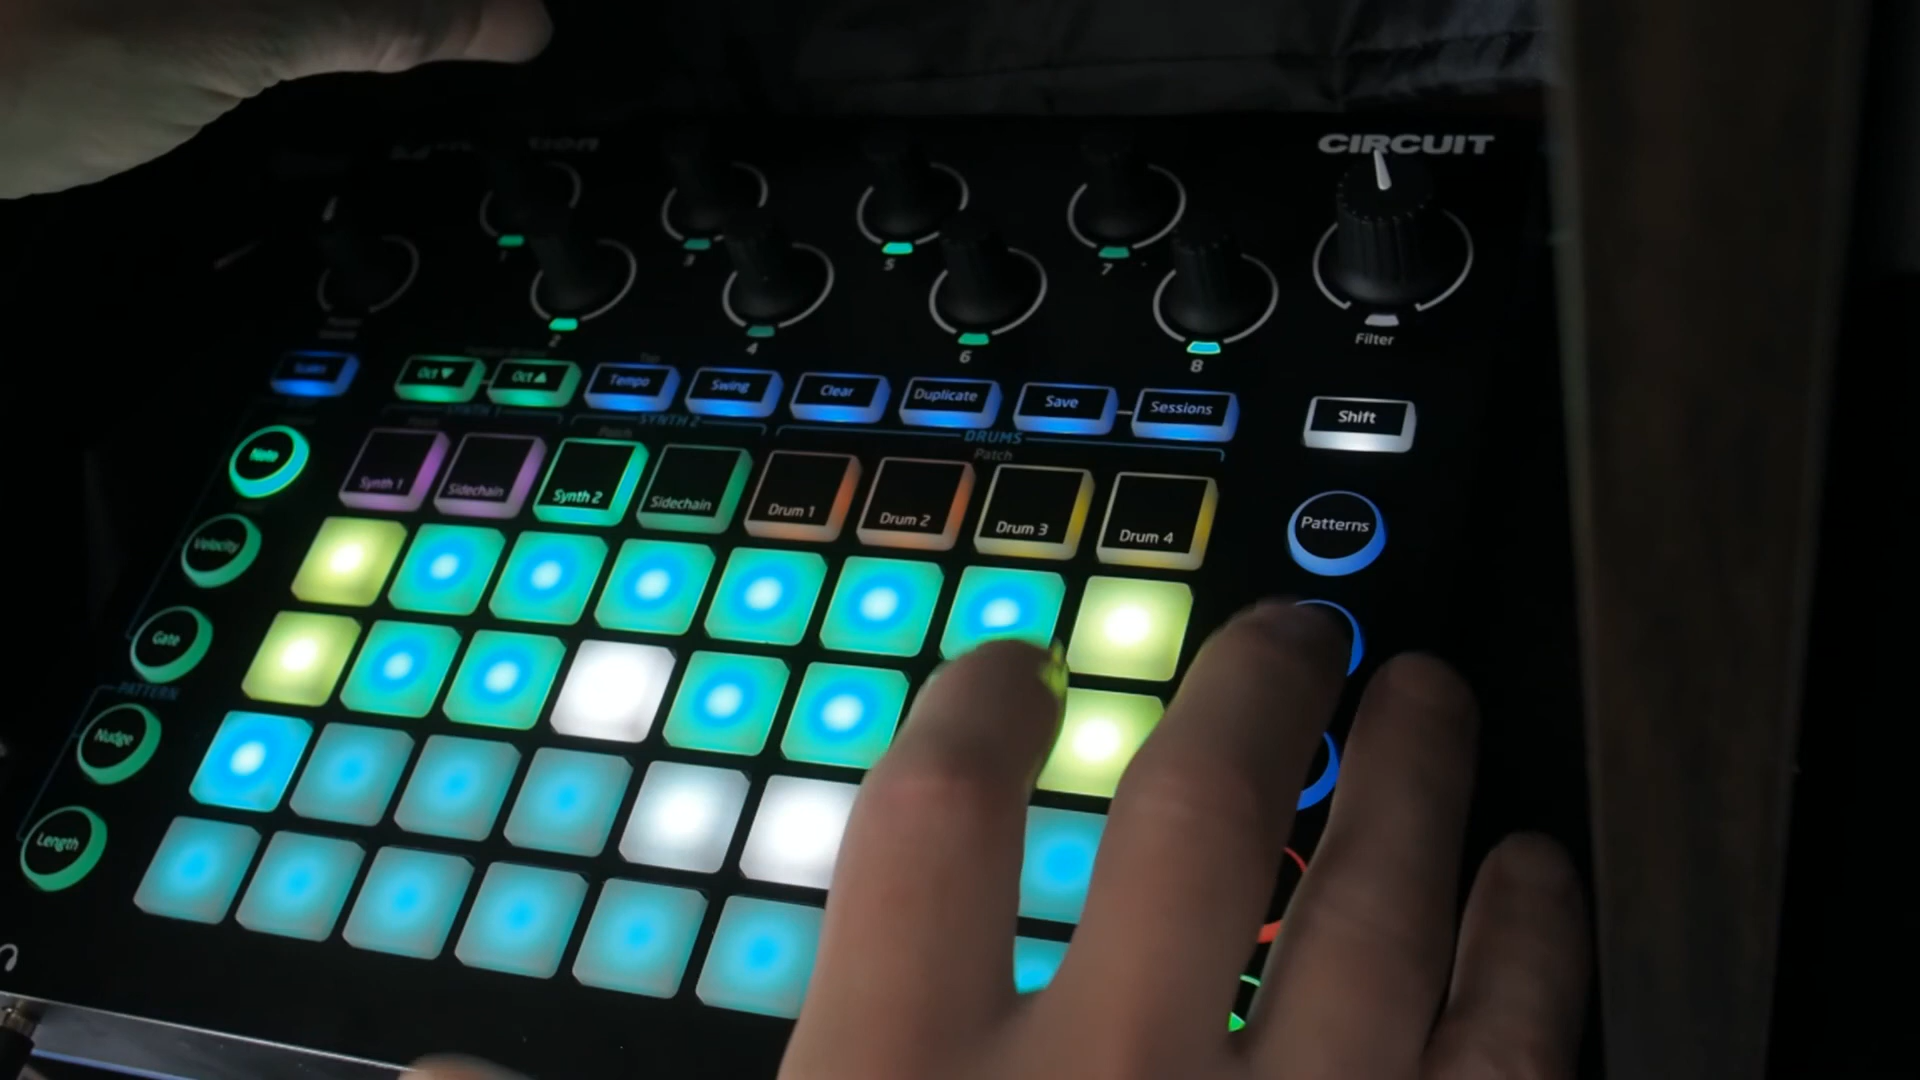 CIRCUIT
1
3
5
7
2
4
6
8
Filter
Scales
Oct ▼
Oct ▲
Tempo
Swing
Clear
Duplicate
Save
Sessions
Shift
SYNTH 1
SYNTH 2
DRUMS
Patch
Note
Synth 1
Sidechain
Synth 2
Sidechain
Drum 1
Drum 2
Drum 3
Drum 4
Patterns
Velocity
Gate
PATTERN
Nudge
Length